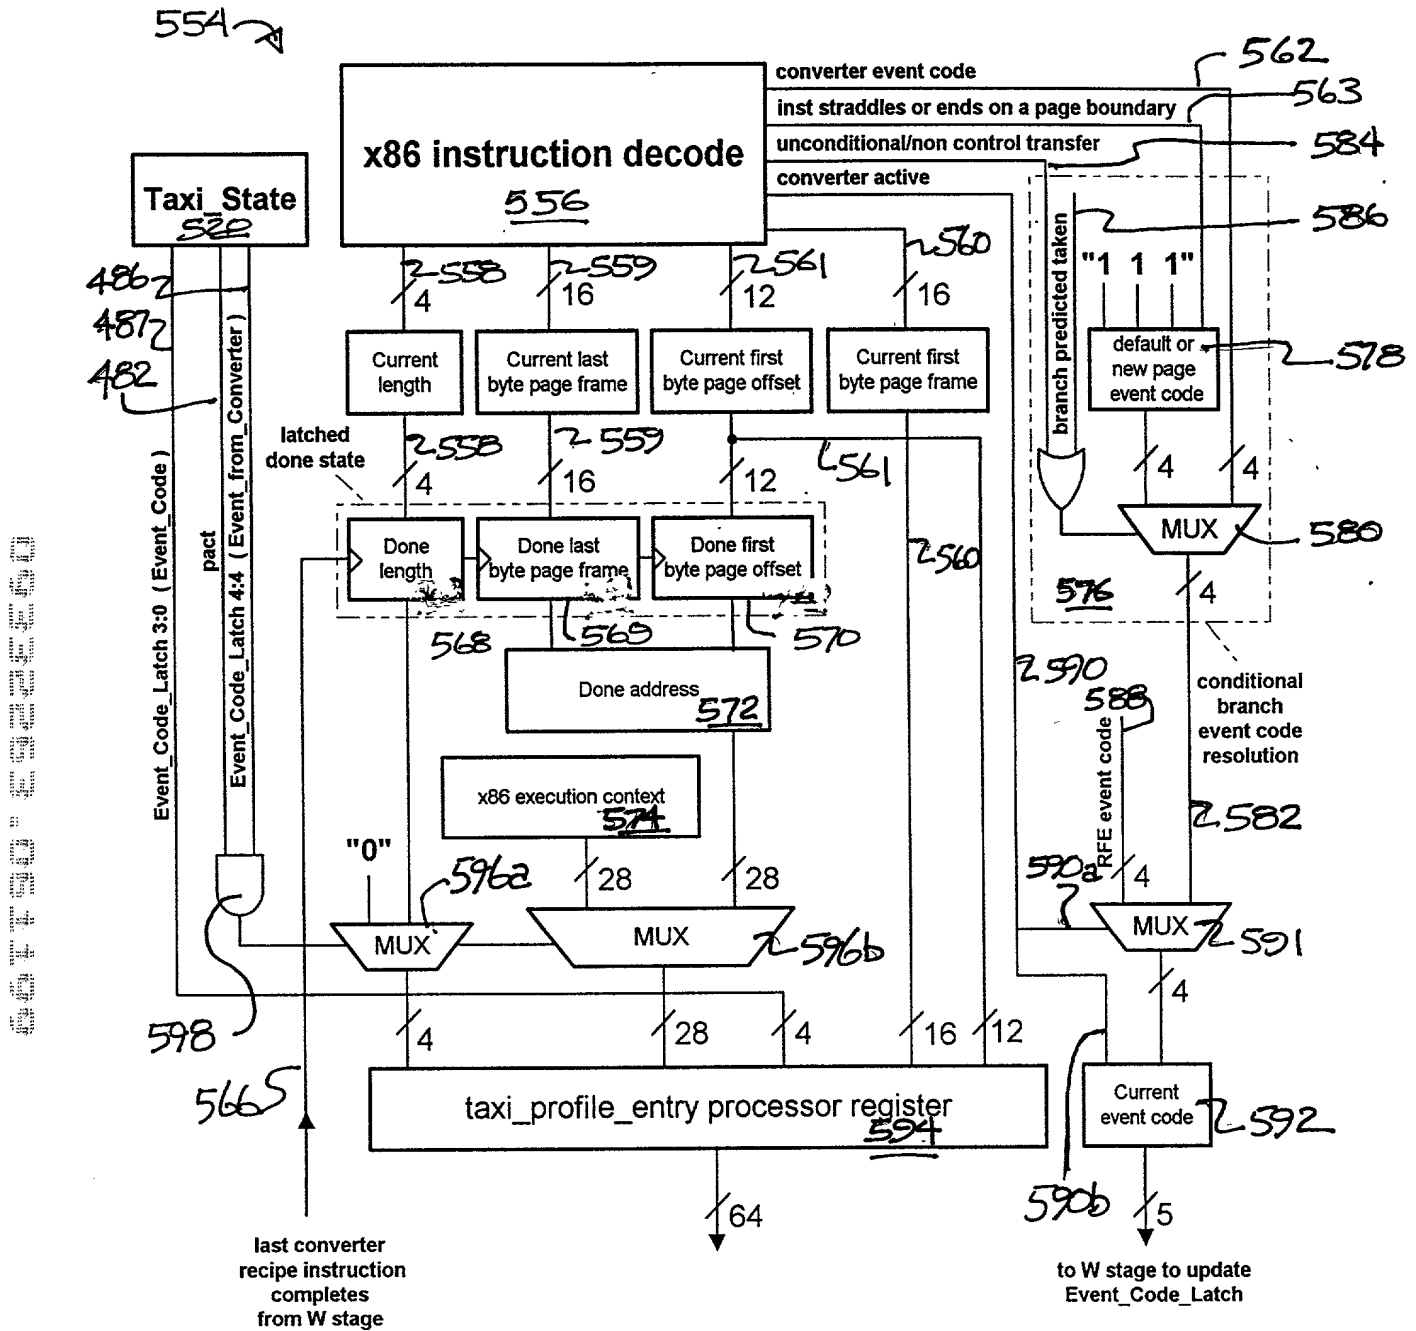 554
562
converter event code
563
inst straddles or ends on a page boundary
584
unconditional/non control transfer
converter active
x86 instruction decode
556
Taxi_State
520
586
branch predicted taken
"1 1 1"
486
487
482
558
4
559
16
561
12
560
16
Current
length
Current last
byte page frame
Current first
byte page offset
Current first
byte page frame
default or
new page
event code
578
latched
done state
558
4
559
16
12
561
4
4
MUX
580
Event_Code_Latch 3:0 ( Event_Code )
pact
Event_Code_Latch 4:4 ( Event_from_Converter )
Done
length
Done last
byte page frame
Done first
byte page offset
560
576
4
568
569
570
Done address
572
590
588
conditional
branch
event code
resolution
x86 execution context
574
RFE event code
582
"0"
596a
28
28
590a
4
MUX
MUX
596b
MUX
591
598
4
28
4
16
12
4
566
taxi_profile_entry processor register
594
Current
event code
592
590b
64
5
last converter
recipe instruction
completes
from W stage
to W stage to update
Event_Code_Latch